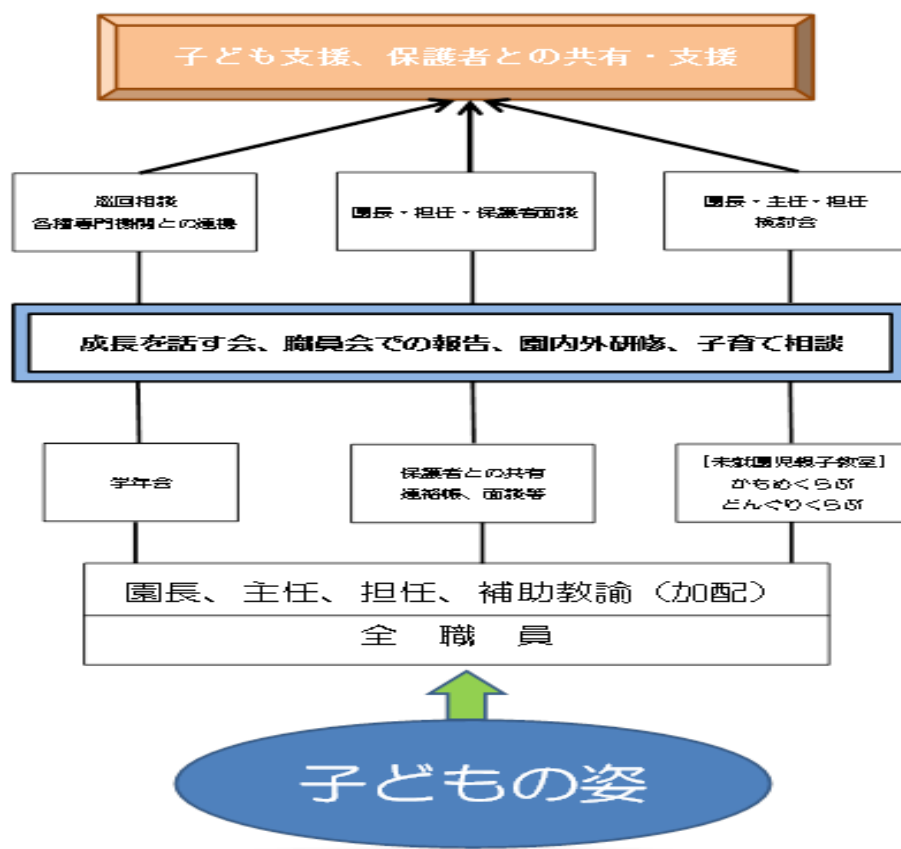 子ども支援、保護者との共有・支援
巡回相談
各種専門機関との連携
園長・担任・保護者面談
園長・主任・担任
検討会
成長を話す会、職員会での報告、園内外研修、子育て相談
学年会
保護者との共有
連絡帳、面談等
[未就園児親子教室]
かもめくらぶ
どんぐりくらぶ
園長、主任、担任、補助教諭（加配）
全 職 員
子どもの姿